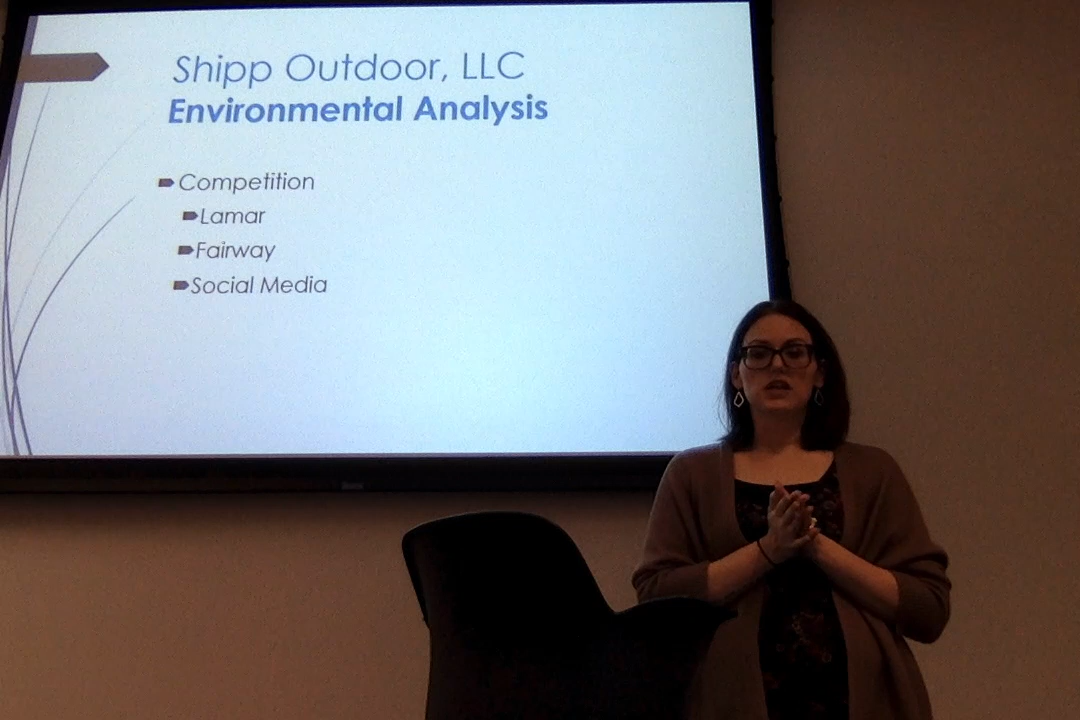 Shipp Outdoor, LLC
Environmental Analysis
Competition
Lamar
Fairway
Social Media